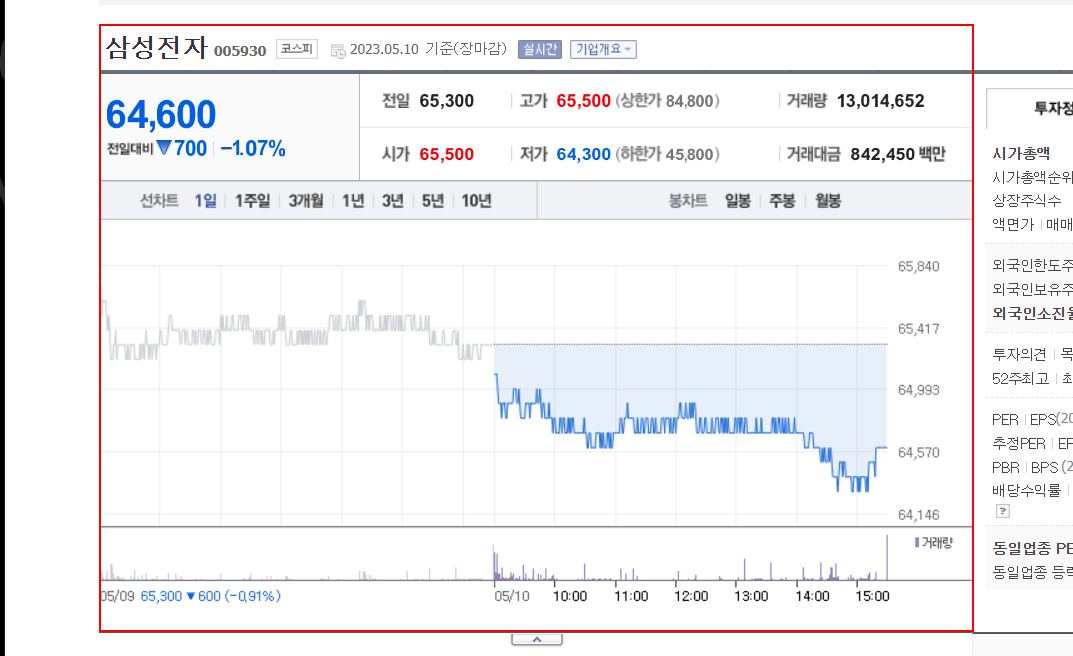 삼성전자 005930 코스피 2023.05.10 기준(장마감) 실시간 기업개요
64,600
전일대비 ▼700 -1.07%
전일 65,300 고가 65,500 (상한가 84,800) 거래량 13,014,652
시가 65,500 저가 64,300 (하한가 45,800) 거래대금 842,450 백만
선차트 1일 1주일 3개월 1년 3년 5년 10년 봉차트 일봉 주봉 월봉
65,840
65,417
64,993
64,570
64,146
거래량
05/09 65,300 ▼600 (-0.91%) 05/10 10:00 11:00 12:00 13:00 14:00 15:00
시가총액
시가총액순위
상장주식수
액면가 매매
외국인한도주
외국인보유주
외국인소진율
투자의견 목
52주최고 최
PER EPS(20
추정PER EP
PBR BPS (2
배당수익률
?
동일업종 PE
동일업종 등락